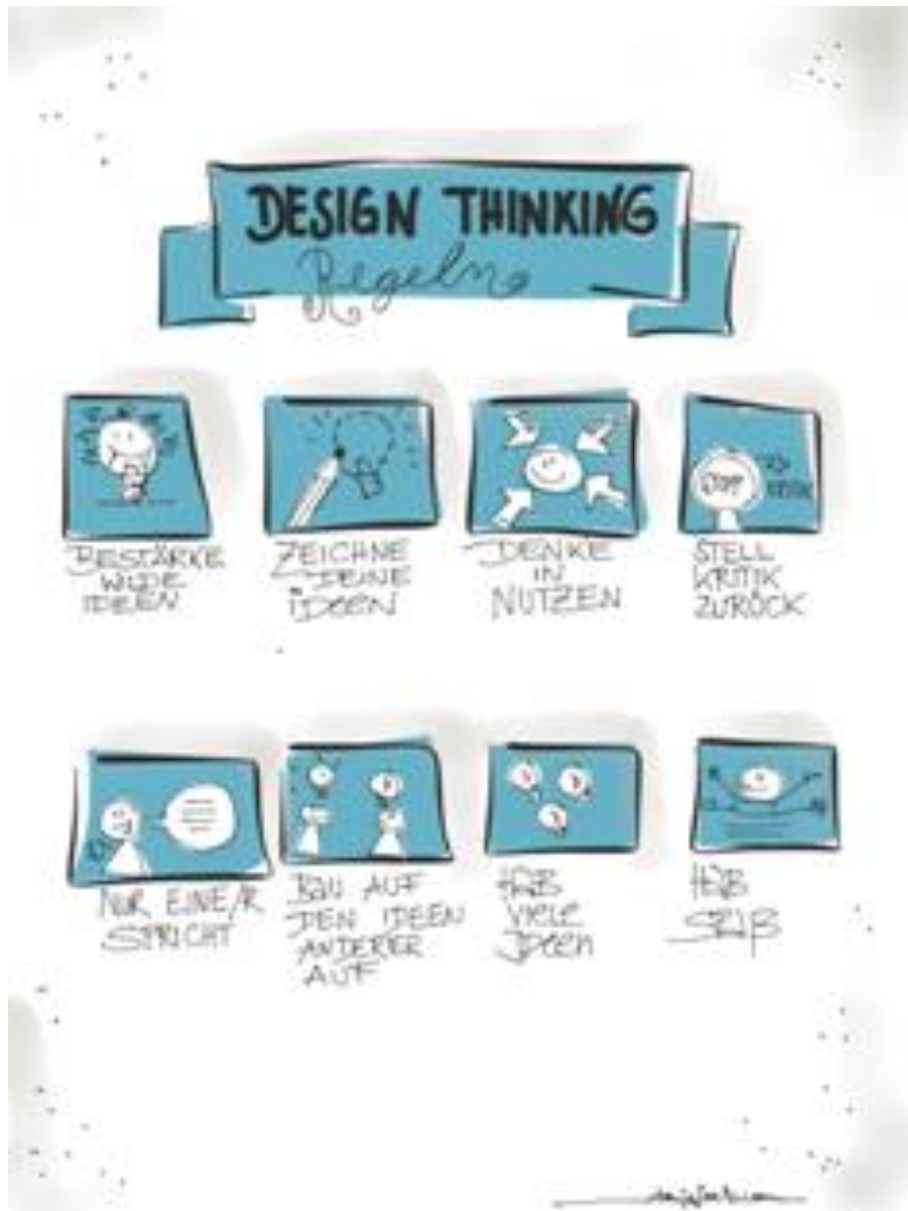 DESIGN THINKING
Regeln
BESTÄRKE
WILDE
IDEEN
ZEICHNE
DEINE
iDEEN
DENKE
IN
NUTZEN
STELL
KRITIK
ZURÜCK
NUR EINE/R
SPRICHT
BAU AUF
DEN IDEEN
ANDERER
AUF
HAB
VIELE
IDEEN
HAB
SPAß